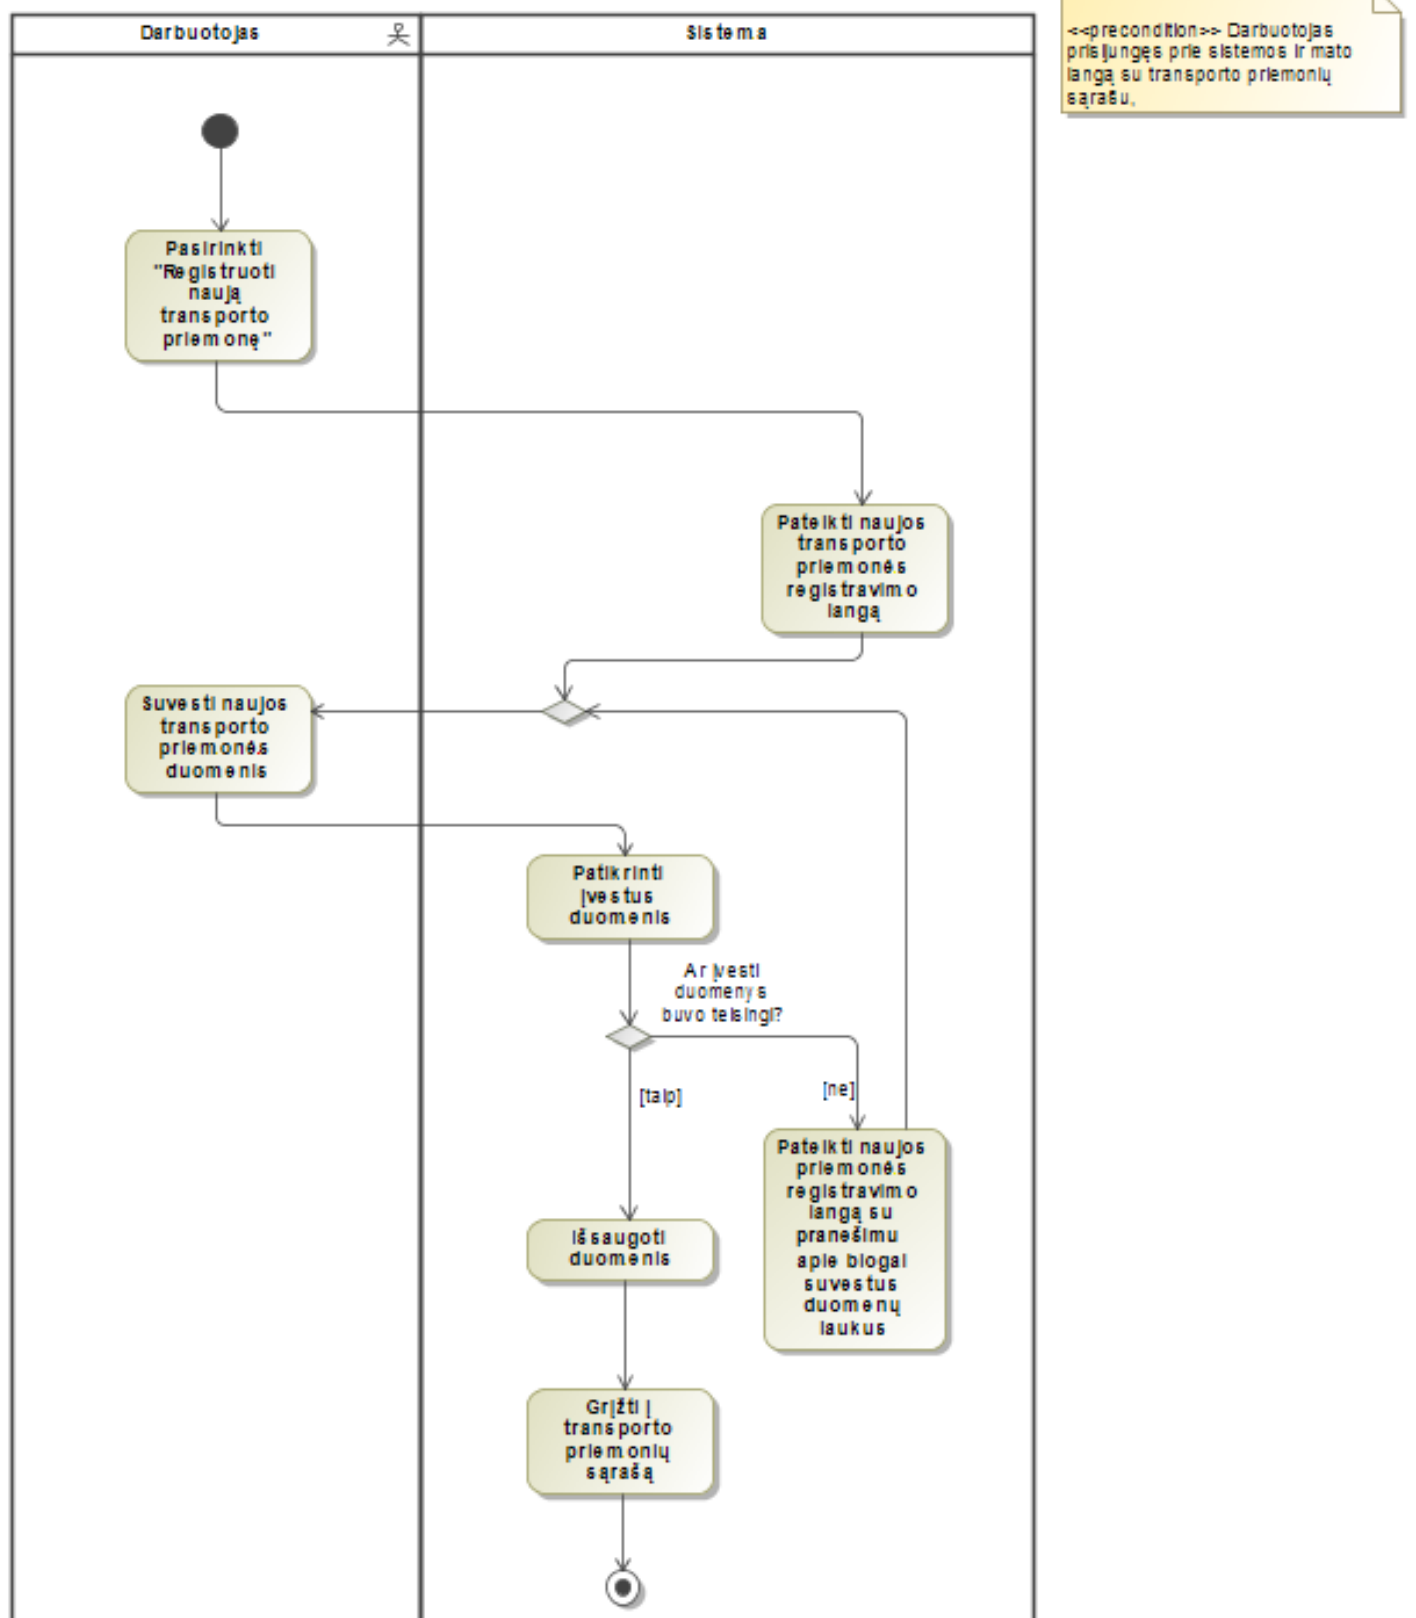 Darbuotojas
Sistema
<<precondition>> Darbuotojas
prisijungęs prie sistemos ir mato
langą su transporto priemonių
sąrašu.
Pasirinkti
"Registruoti
naują
transporto
priemonę"
Pateikti naujos
transporto
priemonės
registravimo
langą
Suvesti naujos
transporto
priemonės
duomenis
Patikrinti
įvestus
duomenis
Ar įvesti
duomenys
buvo teisingi?
[taip]
[ne]
Pateikti naujos
priemonės
registravimo
langą su
pranešimu
apie blogai
suvestus
duomenų
laukus
Išsaugoti
duomenis
Grįžti į
transporto
priemonių
sąrašą